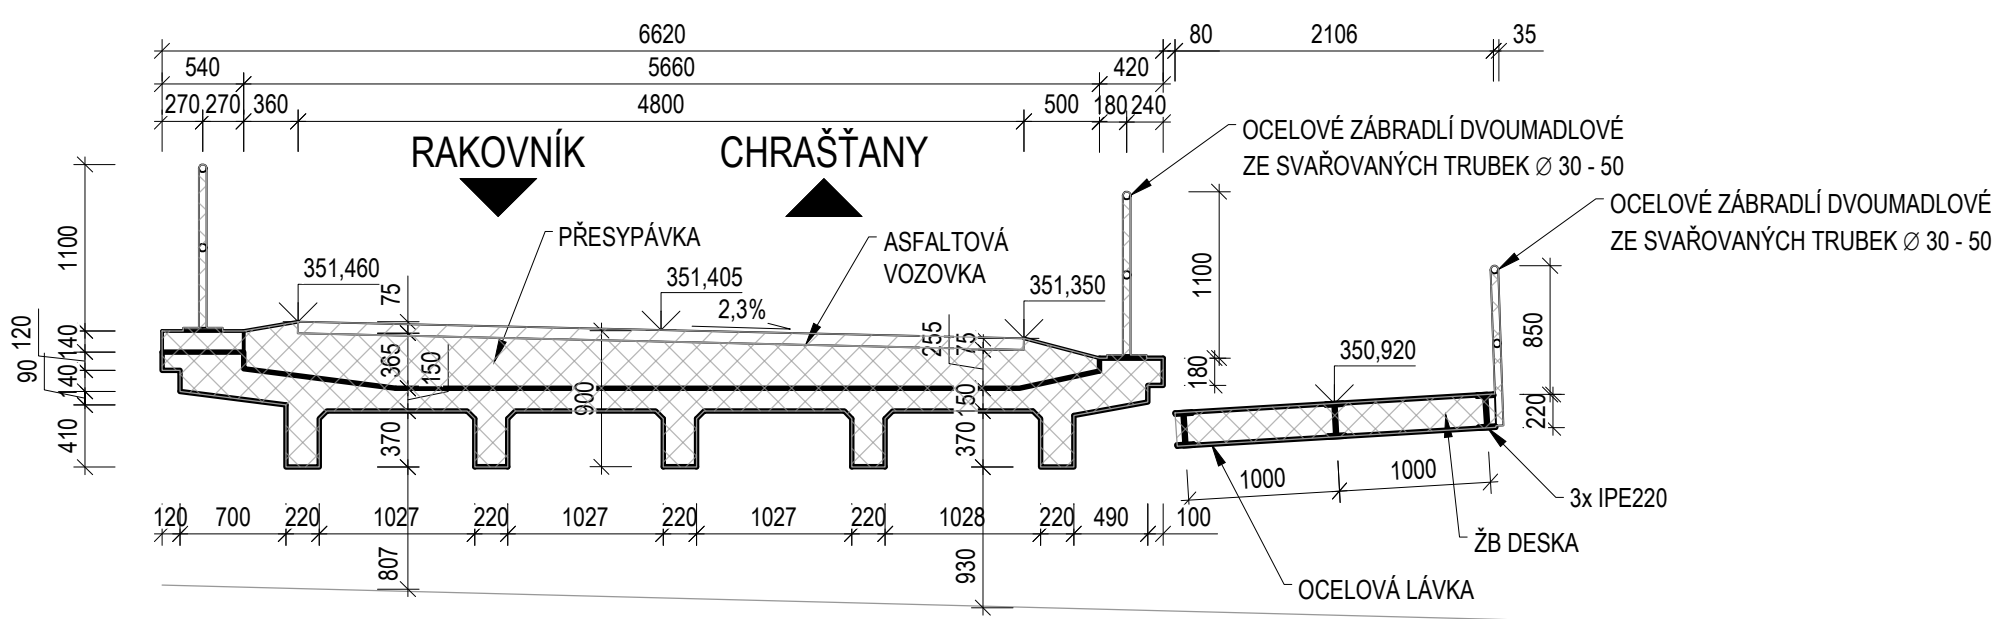 6620 80 2106 35
540 5660 420
270 270 360 4800 500 180 240
RAKOVNÍK CHRAŠŤANY
OCELOVÉ ZÁBRADLÍ DVOUMADLOVÉ
ZE SVAŘOVANÝCH TRUBEK Ø 30 - 50
OCELOVÉ ZÁBRADLÍ DVOUMADLOVÉ
ZE SVAŘOVANÝCH TRUBEK Ø 30 - 50
PŘESYPÁVKA
ASFALTOVÁ
VOZOVKA
351,460
351,405
351,350
2,3%
350,920
1100
120
140
90
140
410
75
365
150
370
807
900
255
75
150
370
930
1100
180
850
220
1000 1000
3x IPE220
ŽB DESKA
OCELOVÁ LÁVKA
120 700 220 1027 220 1027 220 1027 220 1028 220 490 100